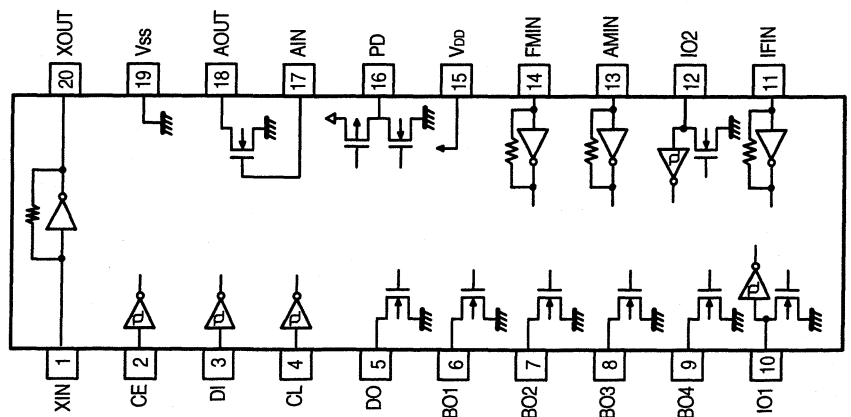 XOUT
Vss
AOUT
AIN
PD
VDD
FMIN
AMIN
IO2
IFIN
20
19
18
17
16
15
14
13
12
11
1
2
3
4
5
6
7
8
9
10
XIN
CE
DI
CL
DO
BO1
BO2
BO3
BO4
IO1